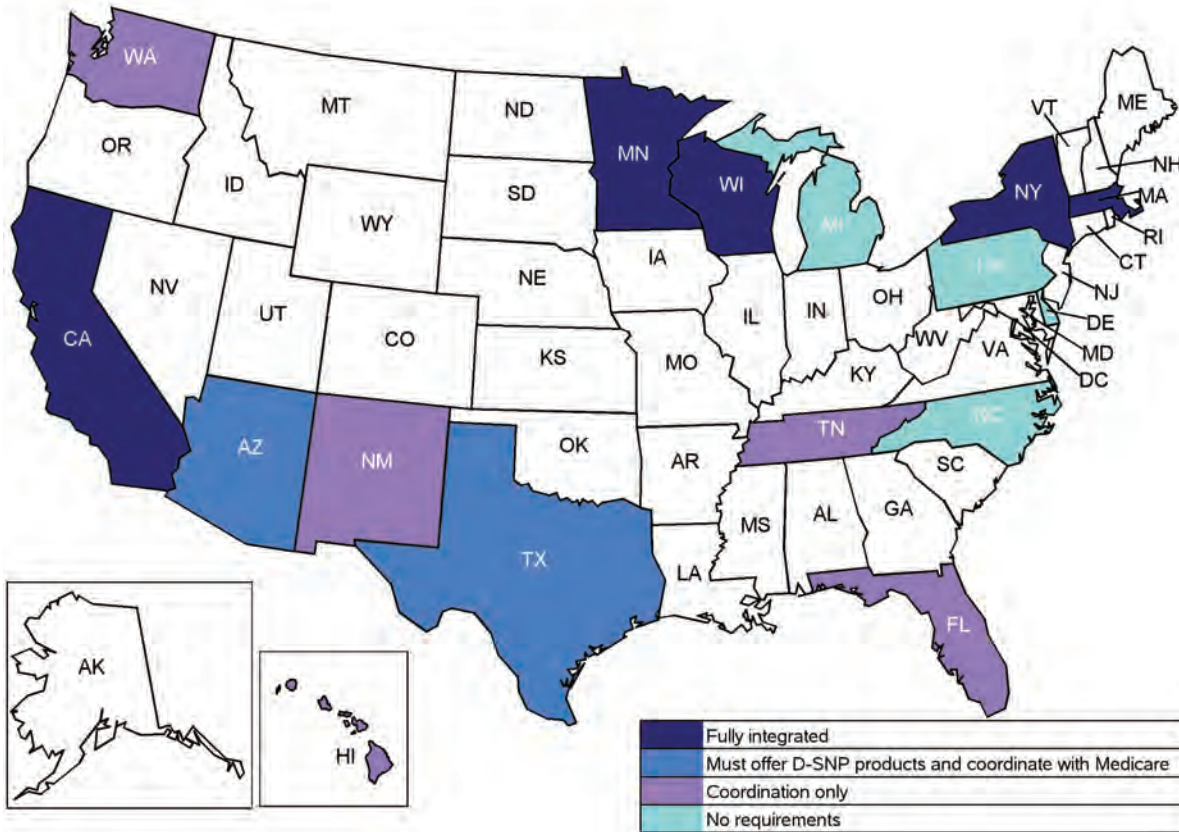 WA
MT
ND
MN
VT
ME
OR
ID
SD
WI
MI
NY
NH
MA
WY
RI
CT
IA
NE
NV
UT
CO
CA
IL
IN
OH
NJ
DE
MD
DC
WV
VA
KS
MO
KY
AZ
NM
OK
AR
TN
NC
SC
MS
AL
GA
TX
LA
FL
AK
HI
Fully integrated
Must offer D-SNP products and coordinate with Medicare
Coordination only
No requirements